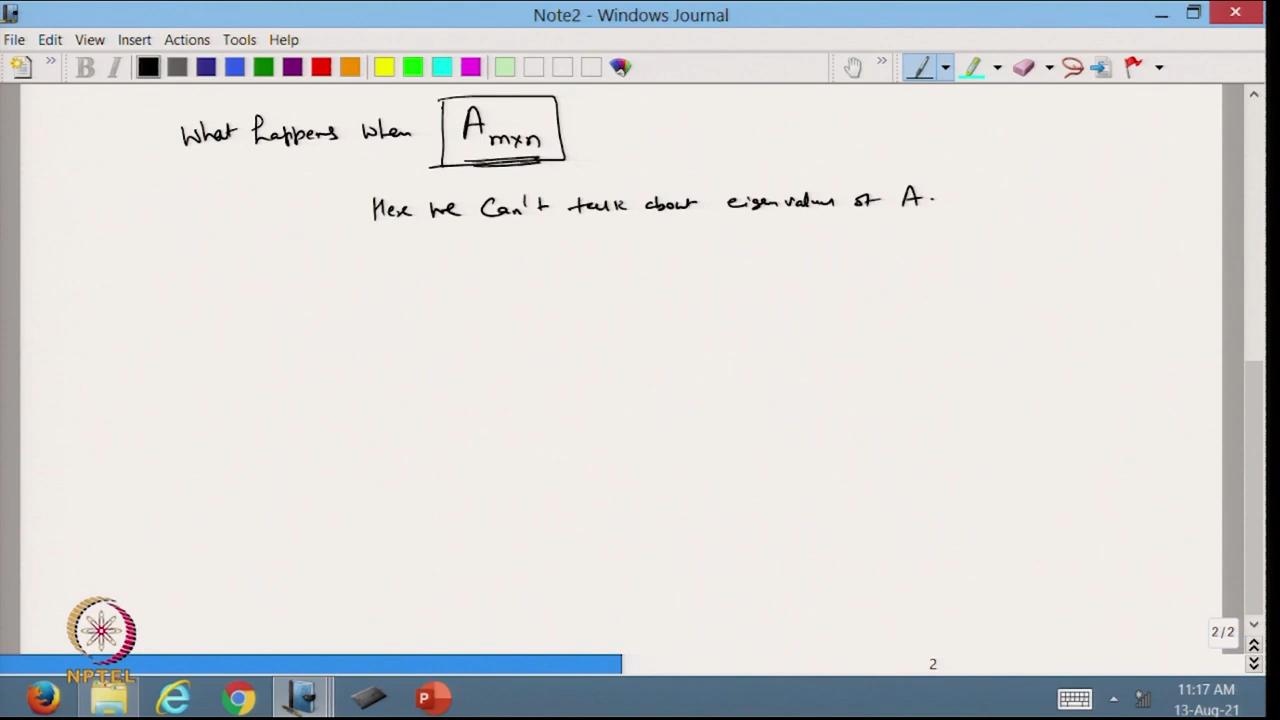 Note2 - Windows Journal
File Edit View Insert Actions Tools Help
B I
What happens when A m×n
Here we can't talk about eigenvalues of A.
2/2
2
NPTEL
11:17 AM
13-Aug-21